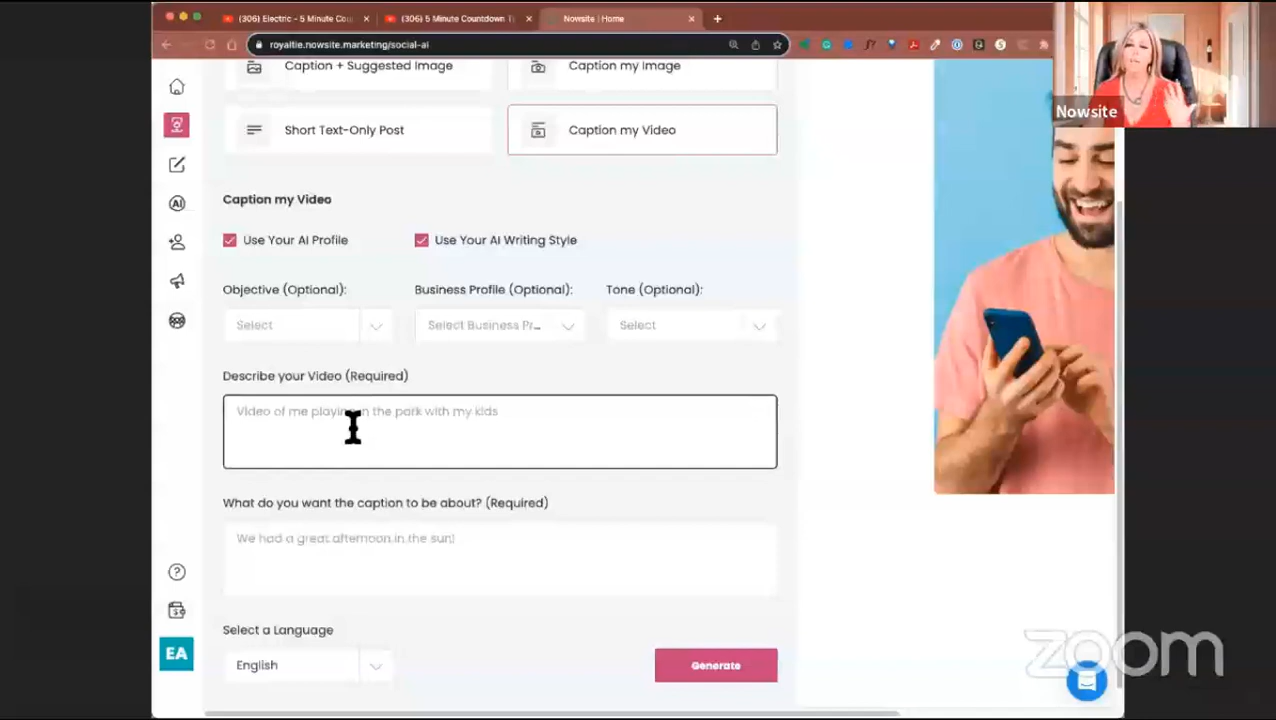 (306) Electric - 5 Minute Cou
(306) 5 Minute Countdown T
Nowsite | Home
royaltie.nowsite.marketing/social-ai
Caption + Suggested Image
Caption my Image
Nowsite
Short Text-Only Post
Caption my Video
Caption my Video
Use Your AI Profile
Use Your AI Writing Style
Objective (Optional):
Business Profile (Optional):
Tone (Optional):
Select
Select Business Pr...
Select
Describe your Video (Required)
Video of me playing in the park with my kids
What do you want the caption to be about? (Required)
We had a great afternoon in the sun!
Select a Language
English
Generate
AI
EA
zoom